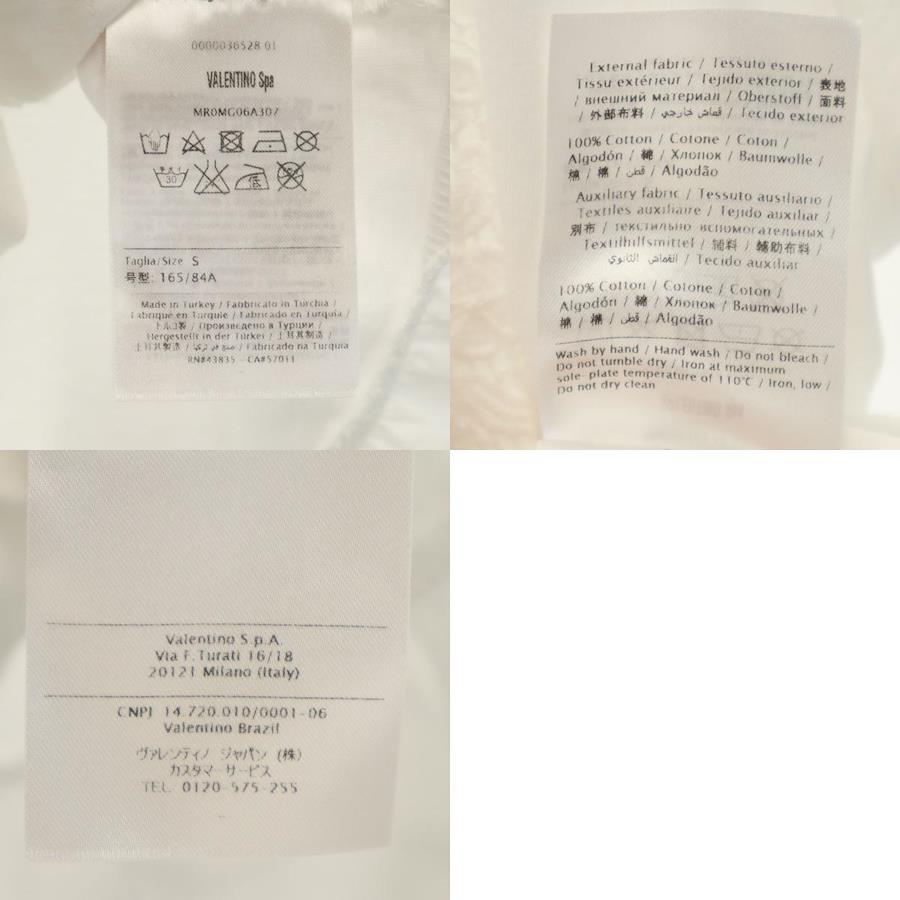 0000036528 01
VALENTINO SpA
MR0MG06A307
30
低
Taglia/Size S
号型: 165/84A
Made in Turkey / Fabbricato in Turchia /
Fabriqué en Turquie / Fabricado en Turquía /
トルコ製 / Произведено в Турции /
Hergestellt in der Türkei / 土耳其制造 /
土耳其製造 / صنع في تركيا / Fabricado na Turquia
RN#43835 - CA#57011
External fabric / Tessuto esterno /
Tissu extérieur / Tejido exterior / 表地
/ внешний материал / Oberstoff / 面料
/ 外部布料 / قماش خارجي / Tecido exterior
100% Cotton / Cotone / Coton /
Algodón / 綿 / Хлопок / Baumwolle /
棉 / 棉 / قطن / Algodão
Auxiliary fabric / Tessuto ausiliario /
Textiles auxiliaire / Tejido auxiliar /
別布 / текстильно вспомогательных /
Textilhilfsmittel / 辅料 / 輔助布料 /
القماش الثانوي / Tecido auxiliar
100% Cotton / Cotone / Coton /
Algodón / 綿 / Хлопок / Baumwolle /
棉 / 棉 / قطن / Algodão
Wash by hand / Hand wash / Do not bleach /
Do not tumble dry / Iron at maximum
sole-plate temperature of 110°C / Iron, low /
Do not dry clean
Valentino S.p.A.
Via F.Turati 16/18
20121 Milano (Italy)
CNPJ 14.720.010/0001-06
Valentino Brazil
ヴァレンティノ ジャパン (株)
カスタマーサービス
TEL. 0120-575-255